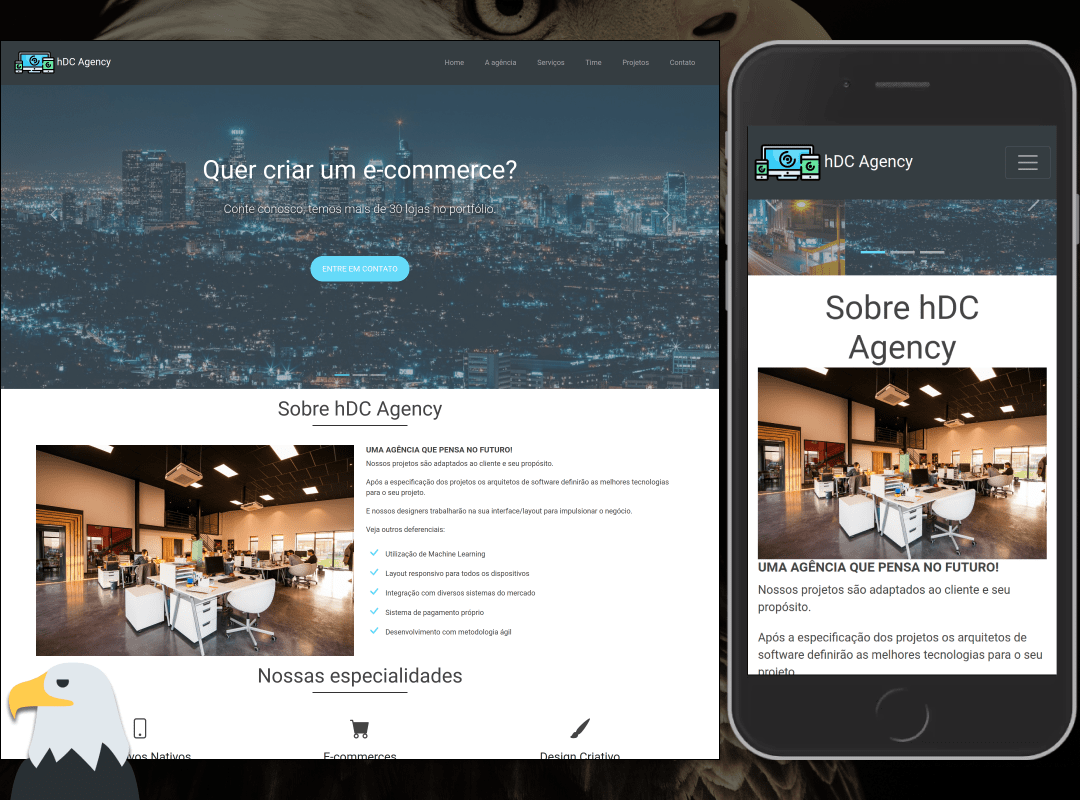 hDC Agency
Home A agência Serviços Time Projetos Contato
Quer criar um e-commerce?
Conte conosco, temos mais de 30 lojas no portfólio.
ENTRE EM CONTATO
Sobre hDC Agency
UMA AGÊNCIA QUE PENSA NO FUTURO!
Nossos projetos são adaptados ao cliente e seu propósito.
Após a especificação dos projetos os arquitetos de software definirão as melhores tecnologias
para o seu projeto.
E nossos designers trabalharão na sua interface/layout para impulsionar o negócio.
Veja outros deferenciais:
Utilização de Machine Learning
Layout responsivo para todos os dispositivos
Integração com diversos sistemas do mercado
Sistema de pagamento próprio
Desenvolvimento com metodologia ágil
Nossas especialidades
Nativos
E-commerces
Design Criativo
hDC Agency
Sobre hDC
Agency
UMA AGÊNCIA QUE PENSA NO FUTURO!
Nossos projetos são adaptados ao cliente e seu
propósito.
Após a especificação dos projetos os arquitetos de
software definirão as melhores tecnologias para o seu
projeto